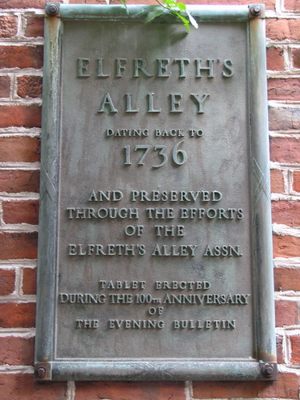 ELFRETH'S
ALLEY
DATING BACK TO
1736
AND PRESERVED
THROUGH THE EFFORTS
OF THE
ELFRETH'S ALLEY ASSN.
TABLET ERECTED
DURING THE 100TH ANNIVERSARY
OF
THE EVENING BULLETIN